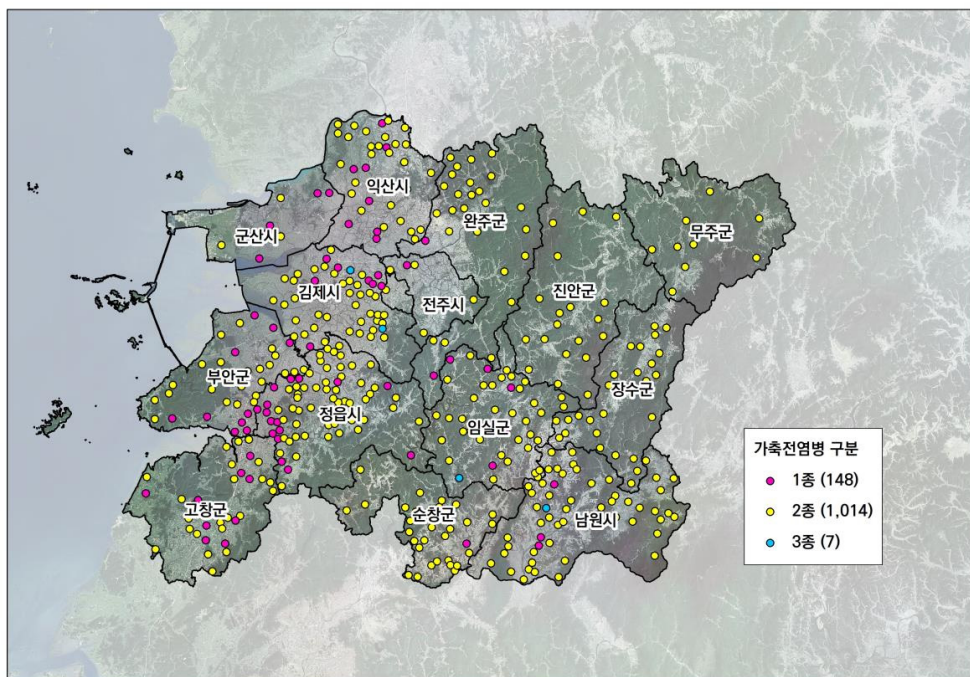 익산시
완주군
무주군
군산시
김제시
전주시
진안군
부안군
장수군
정읍시
임실군
고창군
순창군
남원시
가축전염병 구분
1종 (148)
2종 (1,014)
3종 (7)